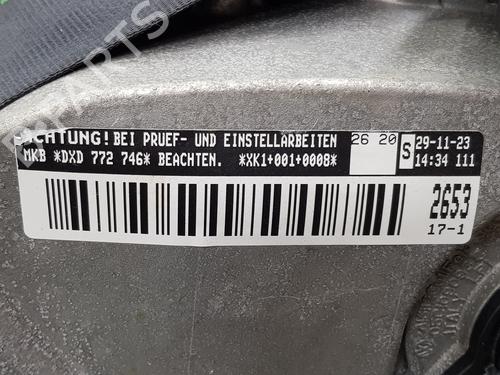 ACHTUNG! BEI PRUEF- UND EINSTELLARBEITEN
MKB *DXD 772 746* BEACHTEN. *XK1+001+0008*
26 20
S
29-11-23
14:34 111
2653
17-1